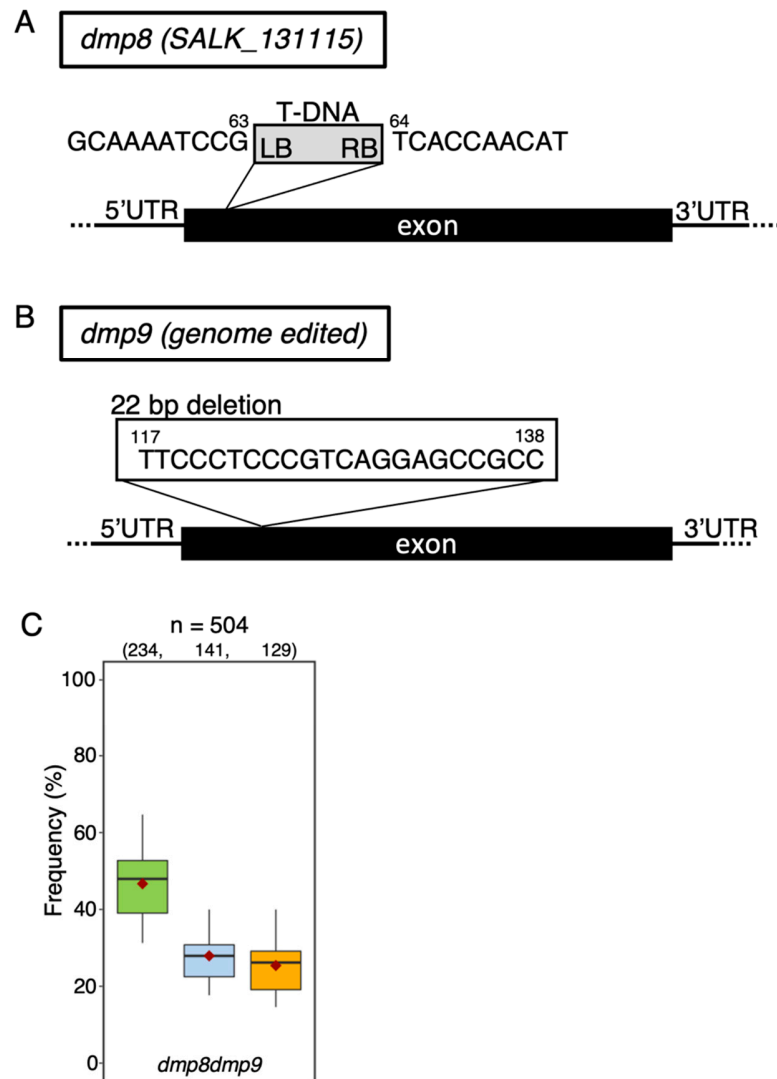 A
dmp8 (SALK_131115)
T-DNA
63 64
GCAAAATCCG LB RB TCACCAACAT
5'UTR exon 3'UTR
B
dmp9 (genome edited)
22 bp deletion
117 138
TTCCCTCCCGTCAGGAGCCGCC
5'UTR exon 3'UTR
C
n = 504
(234, 141, 129)
100
80
60
40
20
0
Frequency (%)
dmp8dmp9